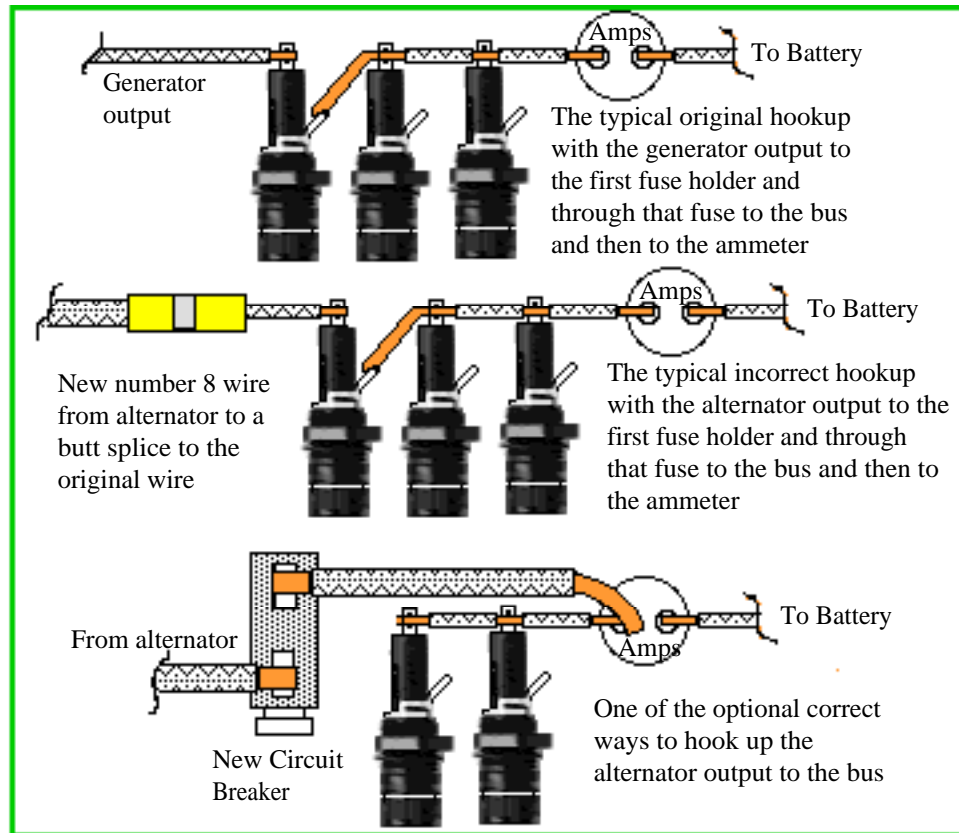 Amps
To Battery
Generator
output
The typical original hookup
with the generator output to
the first fuse holder and
through that fuse to the bus
and then to the ammeter
Amps
To Battery
New number 8 wire
from alternator to a
butt splice to the
original wire
The typical incorrect hookup
with the alternator output to the
first fuse holder and through
that fuse to the bus and then to
the ammeter
To Battery
From alternator
Amps
New Circuit
Breaker
One of the optional correct
ways to hook up the
alternator output to the bus